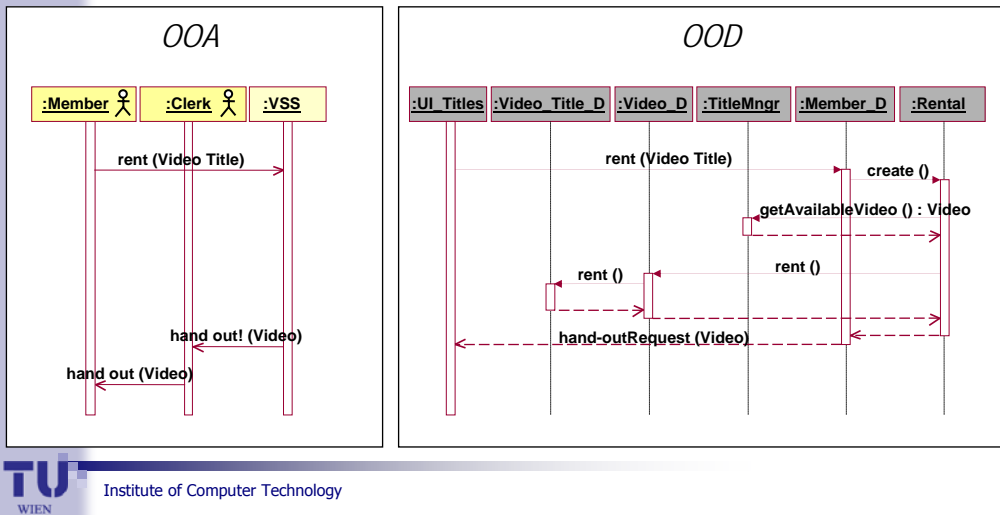 OOA
:Member
:Clerk
:VSS
rent (Video Title)
hand out! (Video)
hand out (Video)
OOD
:UI_Titles
:Video_Title_D
:Video_D
:TitleMngr
:Member_D
:Rental
rent (Video Title)
create ()
getAvailableVideo () : Video
rent ()
rent ()
hand-outRequest (Video)
TU
WIEN
Institute of Computer Technology